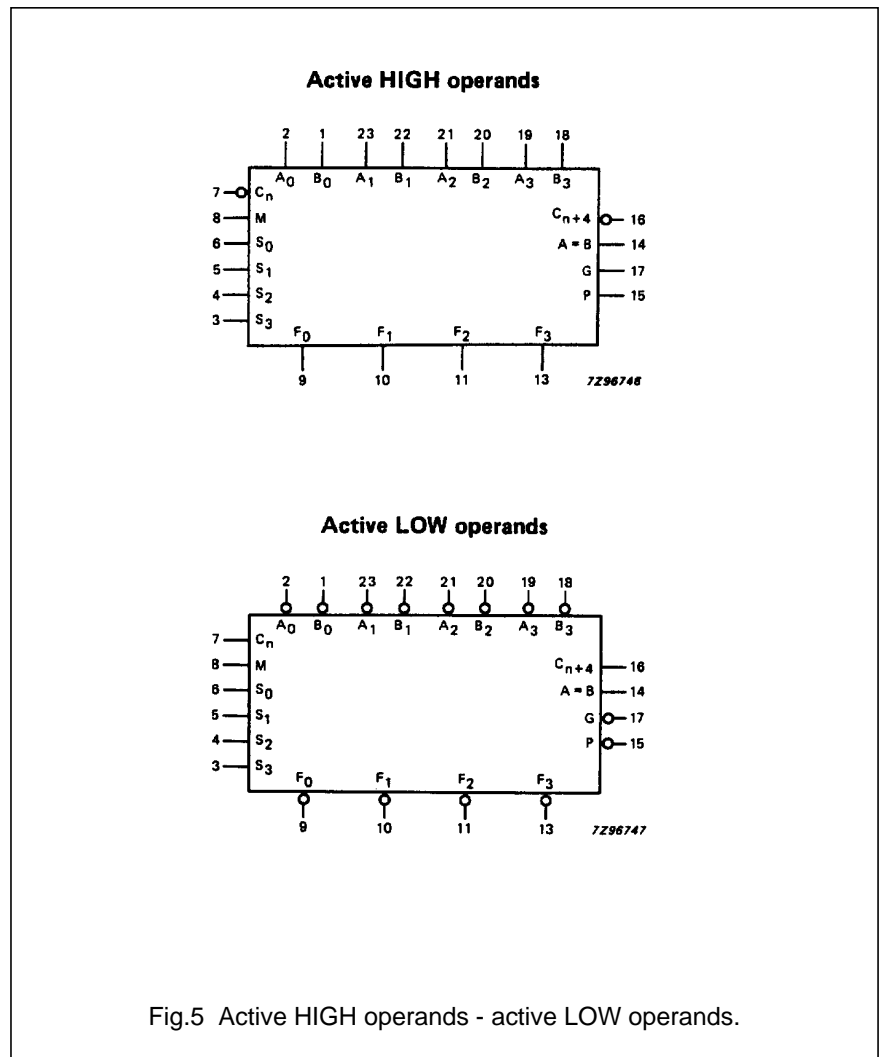 Active HIGH operands
2 1 23 22 21 20 19 18
A0 B0 A1 B1 A2 B2 A3 B3
7 Cn
8 M Cn+4 16
6 S0 A = B 14
5 S1 G 17
4 S2 P 15
3 S3
F0 F1 F2 F3
9 10 11 13 7Z96746
Active LOW operands
2 1 23 22 21 20 19 18
A0 B0 A1 B1 A2 B2 A3 B3
7 Cn
8 M Cn+4 16
6 S0 A = B 14
5 S1 G 17
4 S2 P 15
3 S3
F0 F1 F2 F3
9 10 11 13 7Z96747
Fig.5 Active HIGH operands - active LOW operands.